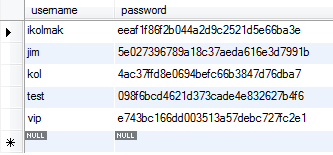 username password
ikolmak eeaf1f86f2b044a2d9c2521d5e66ba3e
jim 5e027396789a18c37aeda616e3d7991b
kol 4ac37ffd8e0694befc66b3847d76dba7
test 098f6bcd4621d373cade4e832627b4f6
vip e743bc166dd003513a57debc727fc2e1
NULL NULL